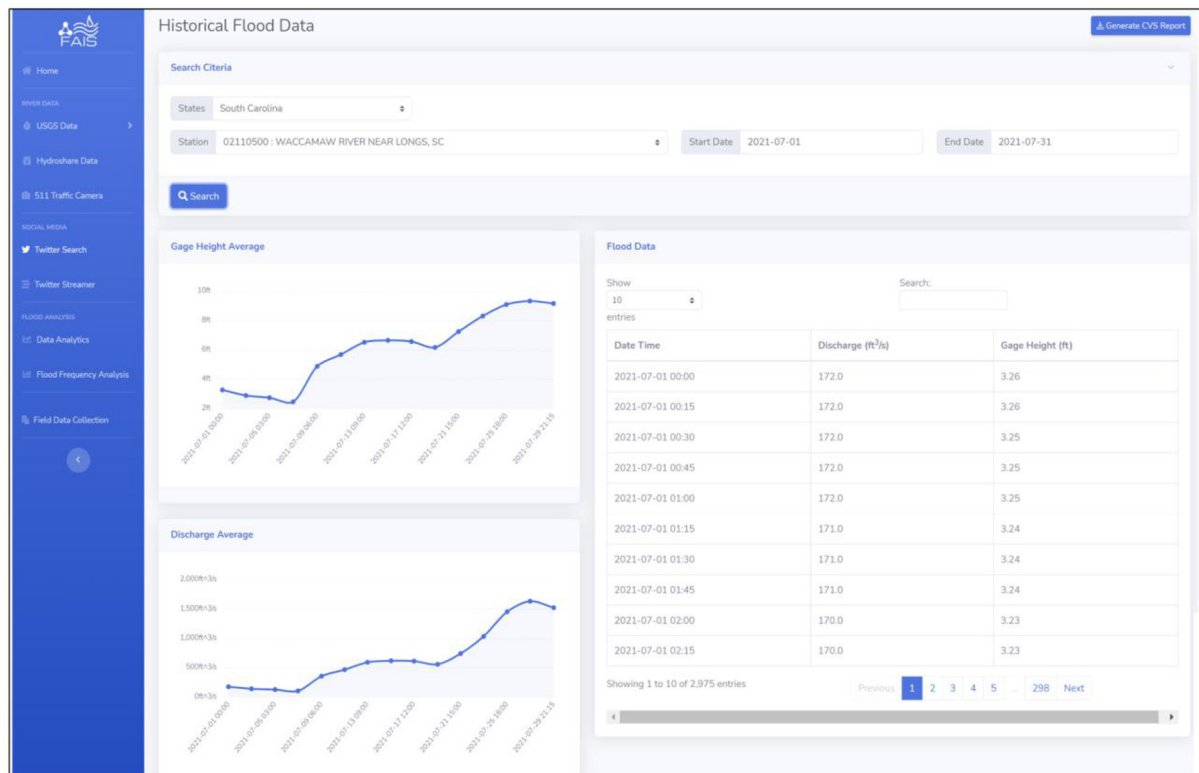 FAIS
Home
RIVER DATA
USGS Data
Hydroshare Data
511 Traffic Camera
SOCIAL MEDIA
Twitter Search
Twitter Streamer
FLOOD ANALYSIS
Data Analytics
Flood Frequency Analysis
Field Data Collection
Historical Flood Data
Generate CVS Report
Search Citeria
States South Carolina
Station 02110500 : WACCAMAW RIVER NEAR LONGS, SC Start Date 2021-07-01 End Date 2021-07-31
Search
Gage Height Average
10ft
8ft
6ft
4ft
2ft
2021-07-01 00:00 2021-07-05 03:00 2021-07-09 06:00 2021-07-13 09:00 2021-07-17 12:00 2021-07-21 15:00 2021-07-25 18:00 2021-07-29 21:15
Discharge Average
2,000ft^3/s
1,500ft^3/s
1,000ft^3/s
500ft^3/s
0ft^3/s
2021-07-01 00:00 2021-07-05 03:00 2021-07-09 06:00 2021-07-13 09:00 2021-07-17 12:00 2021-07-21 15:00 2021-07-25 18:00 2021-07-29 21:15
Flood Data
Show Search:
10
entries
Date Time Discharge (ft³/s) Gage Height (ft)
2021-07-01 00:00 172.0 3.26
2021-07-01 00:15 172.0 3.26
2021-07-01 00:30 172.0 3.25
2021-07-01 00:45 172.0 3.25
2021-07-01 01:00 172.0 3.25
2021-07-01 01:15 171.0 3.24
2021-07-01 01:30 171.0 3.24
2021-07-01 01:45 171.0 3.24
2021-07-01 02:00 170.0 3.23
2021-07-01 02:15 170.0 3.23
Showing 1 to 10 of 2,975 entries Previous 1 2 3 4 5 ... 298 Next